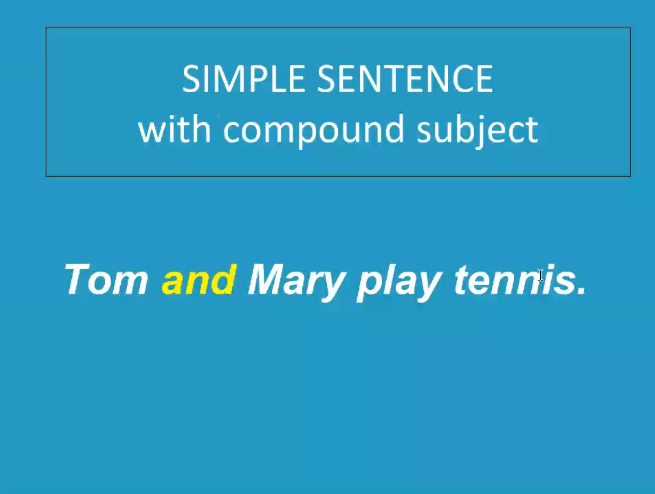 SIMPLE SENTENCE
with compound subject
Tom and Mary play tennis.